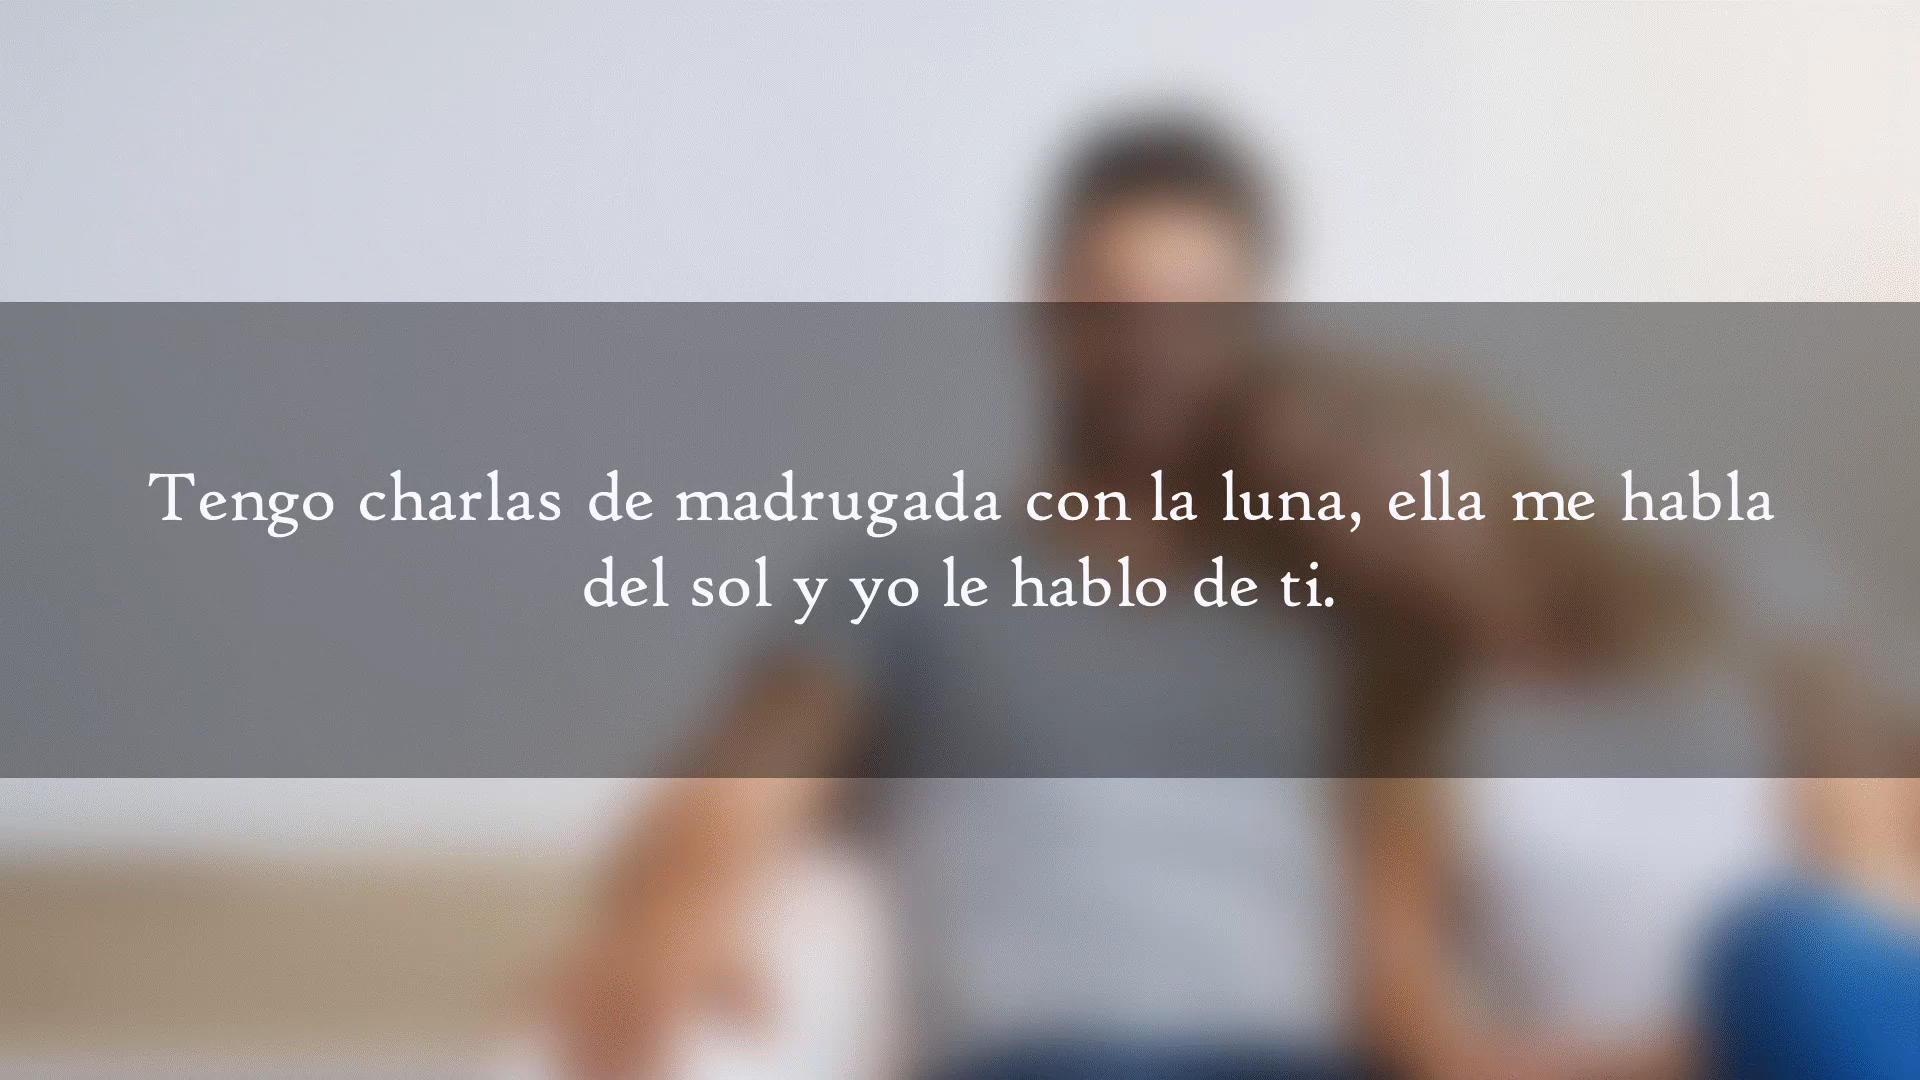 Tengo charlas de madrugada con la luna, ella me habla
del sol y yo le hablo de ti.